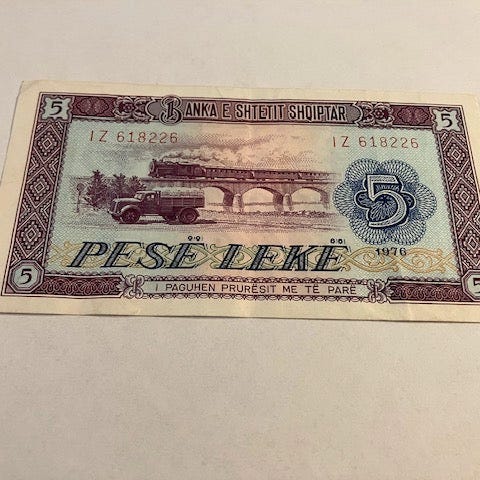 5 BANKA E SHTETIT SHQIPTAR 5
IZ 618226 IZ 618226
5
PESË LEKË 1976
5 I PAGUHEN PRURËSIT ME TË PARË 5